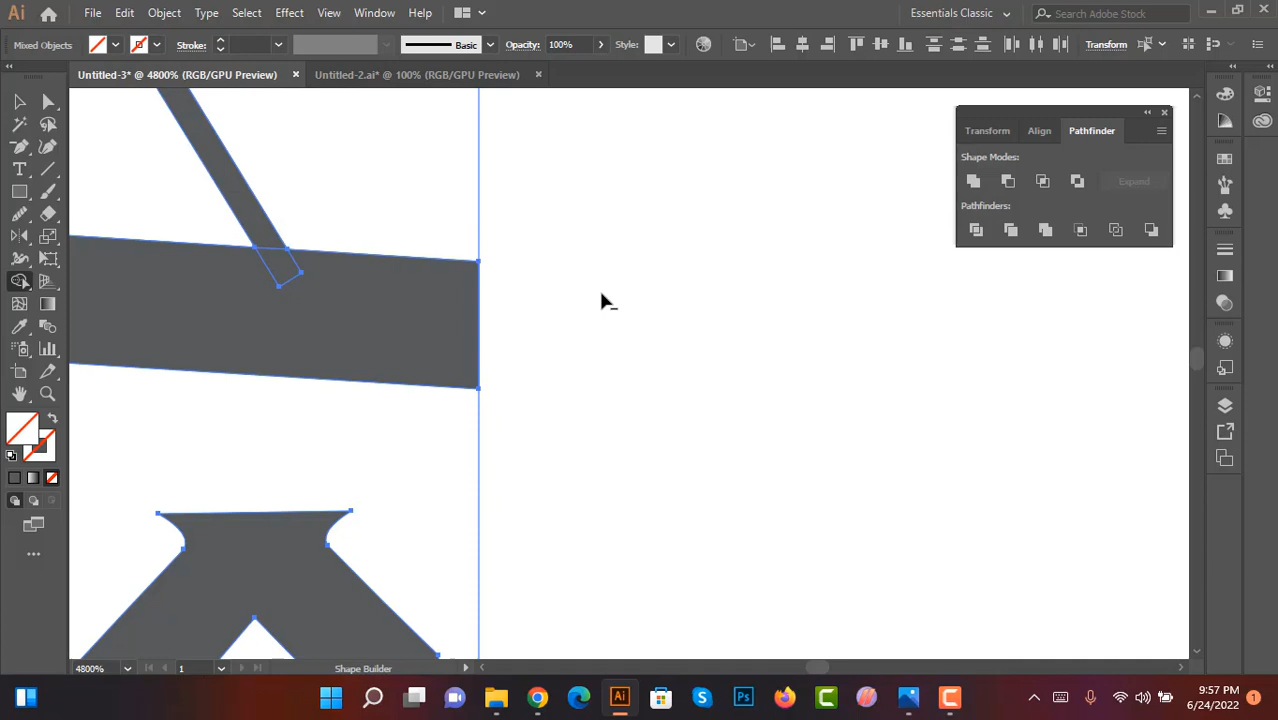 Ai File Edit Object Type Select Effect View Window Help Essentials Classic Search Adobe Stock
Mixed Objects Stroke: Basic Opacity: 100% Style: Transform
Untitled-3* @ 4800% (RGB/GPU Preview) × Untitled-2.ai* @ 100% (RGB/GPU Preview) ×
Transform Align Pathfinder
Shape Modes:
Expand
Pathfinders:
4800% 1 Shape Builder
Ai Ps 9:57 PM
6/24/2022 1